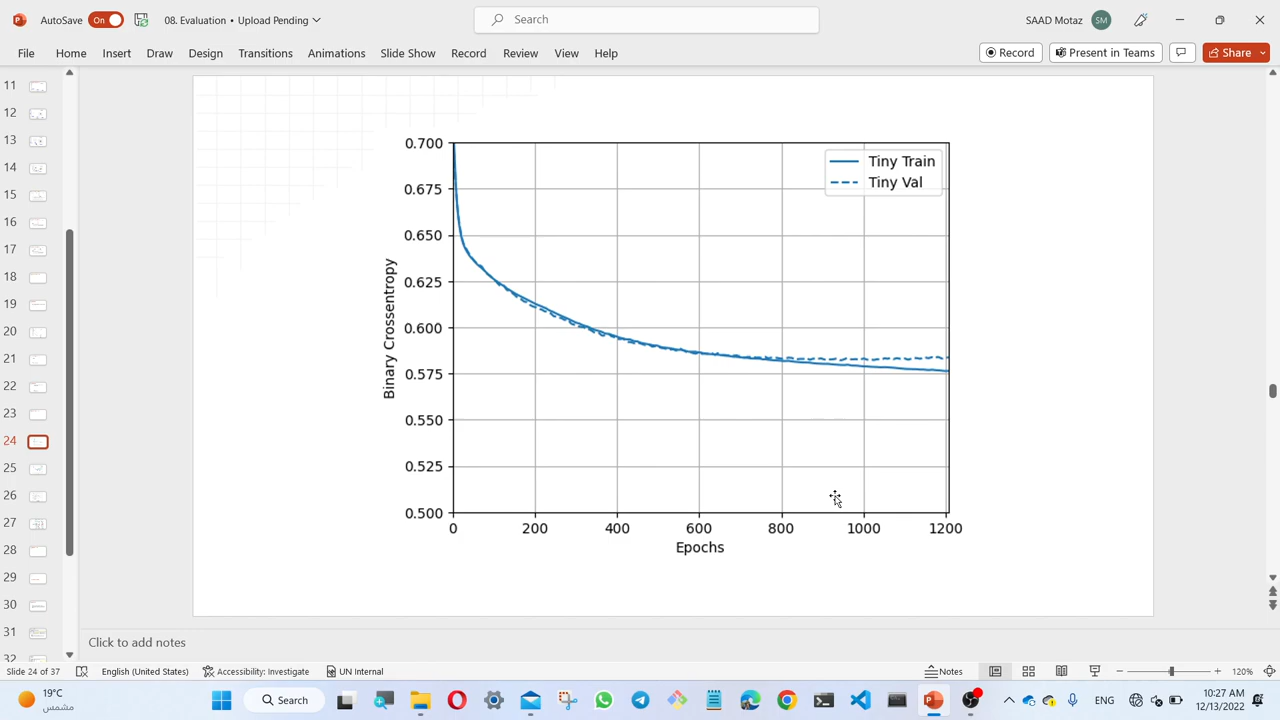 AutoSave On 08. Evaluation • Upload Pending Search SAAD Motaz SM
File Home Insert Draw Design Transitions Animations Slide Show Record Review View Help Record Present in Teams Share
11
12
13
14
15
16
17
18
19
20
21
22
23
24
25
26
27
28
29
30
31
32
0.700
0.675
0.650
0.625
0.600
0.575
0.550
0.525
0.500
Binary Crossentropy
Tiny Train
Tiny Val
0 200 400 600 800 1000 1200
Epochs
Click to add notes
Slide 24 of 37 English (United States) Accessibility: Investigate UN Internal Notes 120%
19°C
مشمس
Search
ENG
10:27 AM
12/13/2022